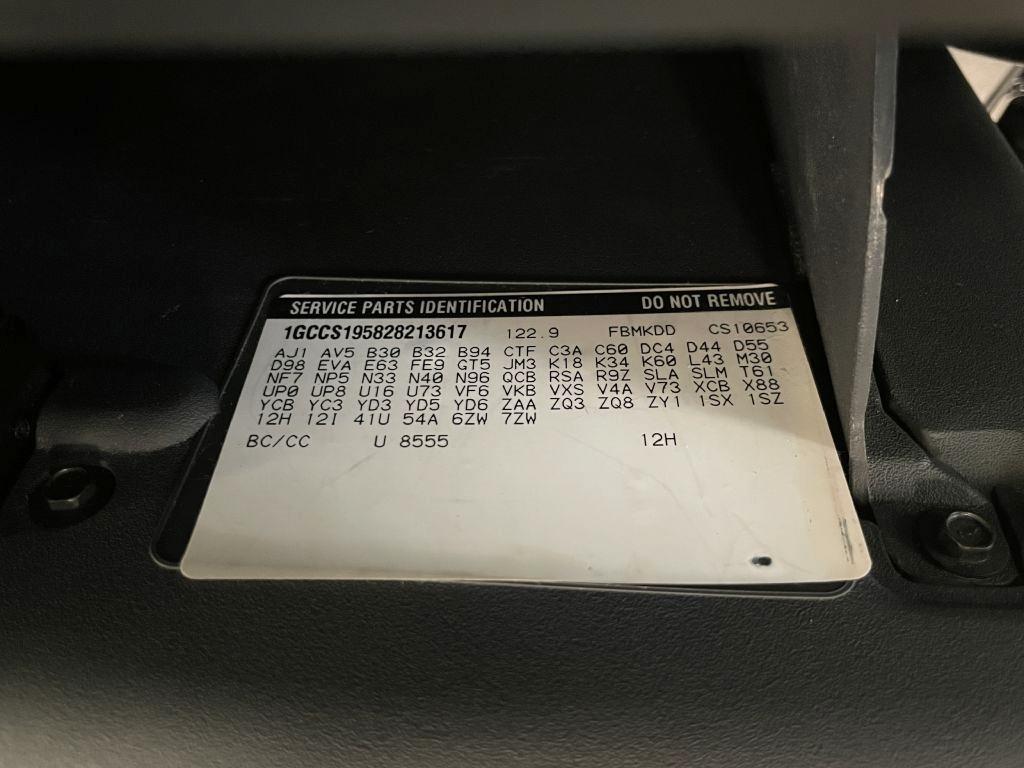 SERVICE PARTS IDENTIFICATION DO NOT REMOVE
1GCCS195828213617 122.9 FBMKDD CS10653
AJ1 AV5 B30 B32 B94 CTF C3A C60 DC4 D44 D55
D98 EVA E63 FE9 GT5 JM3 K18 K34 K60 L43 M30
NF7 NP5 N33 N40 N96 QCB RSA R9Z SLA SLM T61
UP0 UP8 U16 U73 VF6 VKB VXS V4A V73 XCB X88
YCB YC3 YD3 YD5 YD6 ZAA ZQ3 ZQ8 ZY1 1SX 1SZ
12H 12I 41U 54A 6ZW 7ZW
BC/CC U 8555 12H